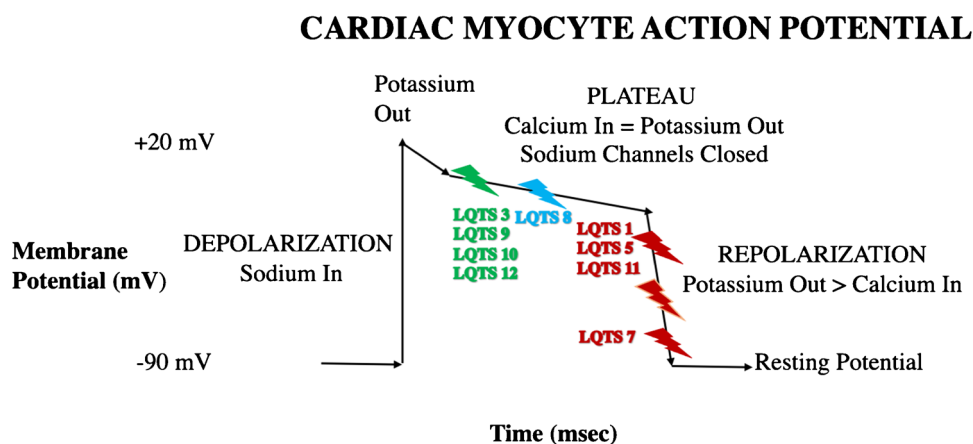 CARDIAC MYOCYTE ACTION POTENTIAL
Potassium
Out
PLATEAU
Calcium In = Potassium Out
Sodium Channels Closed
+20 mV
LQTS 3
LQTS 9
LQTS 10
LQTS 12
LQTS 8
LQTS 1
LQTS 5
LQTS 11
DEPOLARIZATION
Sodium In
Membrane
Potential (mV)
REPOLARIZATION
Potassium Out > Calcium In
LQTS 7
-90 mV
Resting Potential
Time (msec)